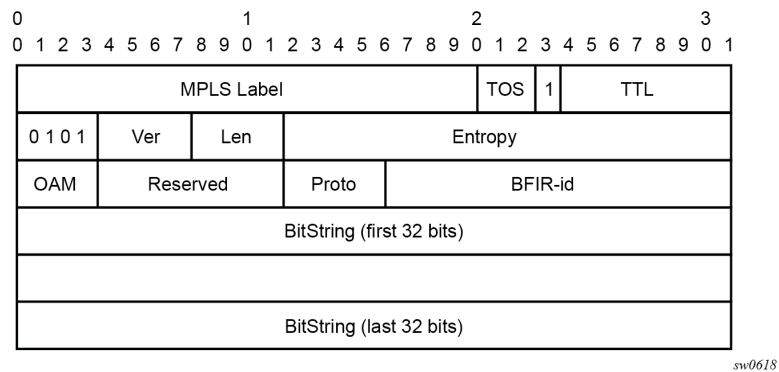 0 1 2 3
0 1 2 3 4 5 6 7 8 9 0 1 2 3 4 5 6 7 8 9 0 1 2 3 4 5 6 7 8 9 0 1
MPLS Label TOS 1 TTL
0 1 0 1 Ver Len Entropy
OAM Reserved Proto BFIR-id
BitString (first 32 bits)
BitString (last 32 bits)
sw0618